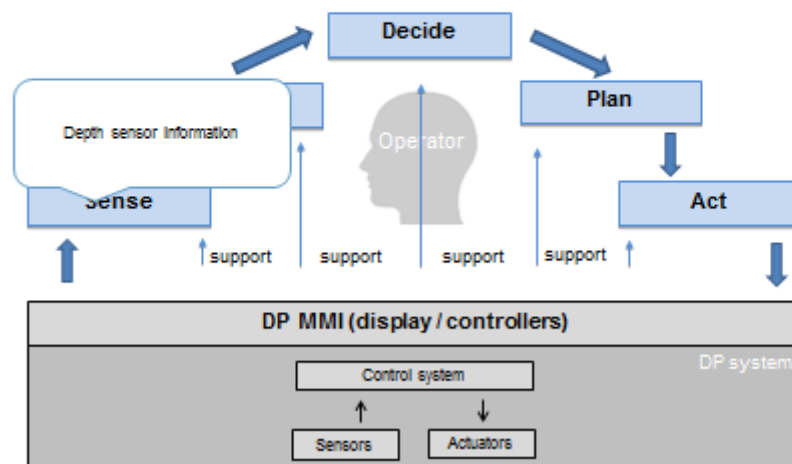 Decide
Plan
Depth sensor information
Operator
sense
Act
support
support
support
support
DP MMI (display / controllers)
DP system
Control system
Sensors
Actuators